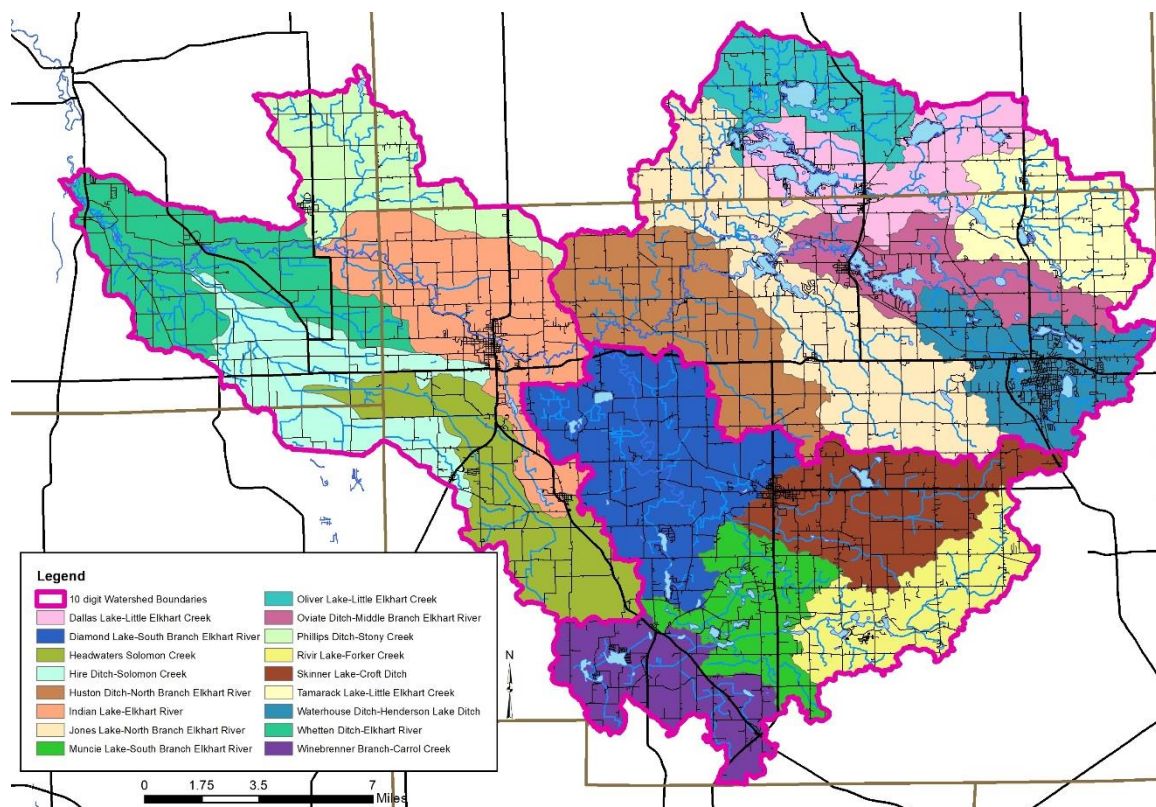 N
Legend
10 digit Watershed Boundaries
Dallas Lake-Little Elkhart Creek
Diamond Lake-South Branch Elkhart River
Headwaters Solomon Creek
Hire Ditch-Solomon Creek
Huston Ditch-North Branch Elkhart River
Indian Lake-Elkhart River
Jones Lake-North Branch Elkhart River
Muncie Lake-South Branch Elkhart River
Oliver Lake-Little Elkhart Creek
Oviate Ditch-Middle Branch Elkhart River
Phillips Ditch-Stony Creek
Rivir Lake-Forker Creek
Skinner Lake-Croft Ditch
Tamarack Lake-Little Elkhart Creek
Waterhouse Ditch-Henderson Lake Ditch
Whetten Ditch-Elkhart River
Winebrenner Branch-Carrol Creek
0 1.75 3.5 7
Miles